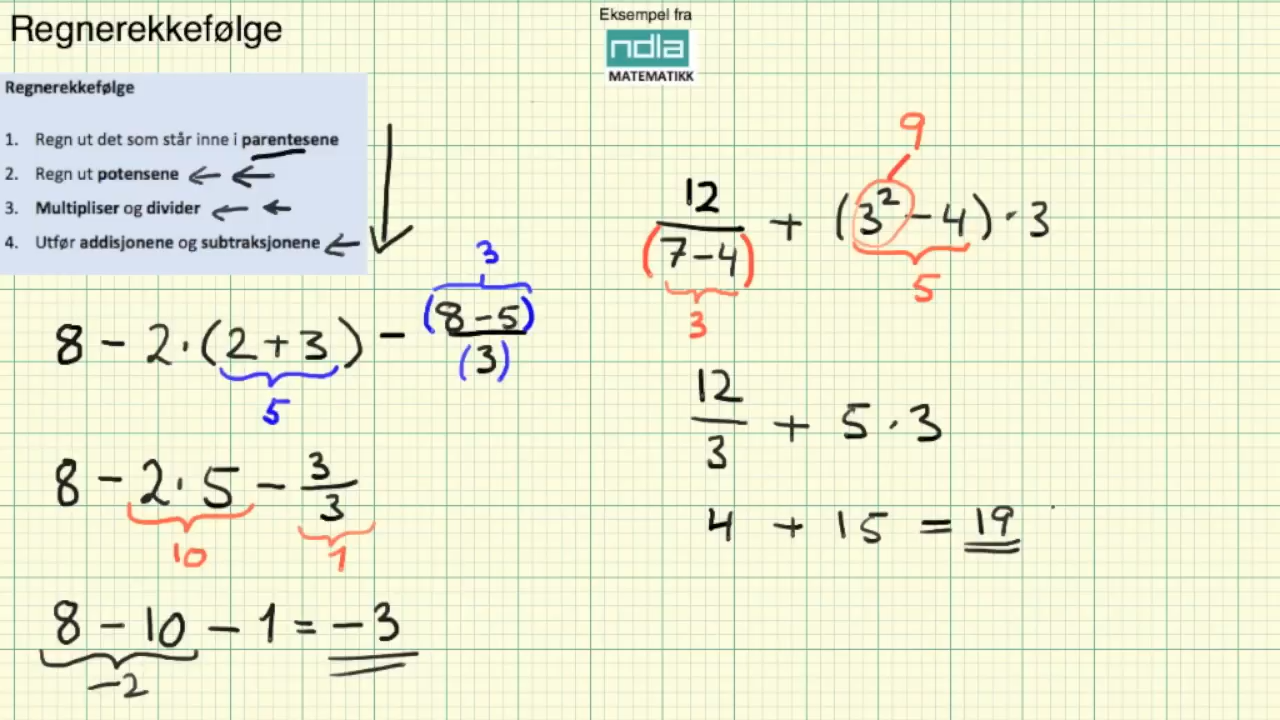 Regnerekkefølge
Eksempel fra
ndla
MATEMATIKK
Regnerekkefølge
1. Regn ut det som står inne i parentesene
2. Regn ut potensene ← ←
3. Multipliser og divider ← ←
4. Utfør addisjonene og subtraksjonene ←
3
8 - 2 · (2 + 3) - (8 - 5)/(3)
5
8 - 2 · 5 - 3/3
10 1
8 - 10 - 1 = -3
-2
9
12/(7 - 4) + (3² - 4) · 3
3 5
12/3 + 5 · 3
4 + 15 = 19